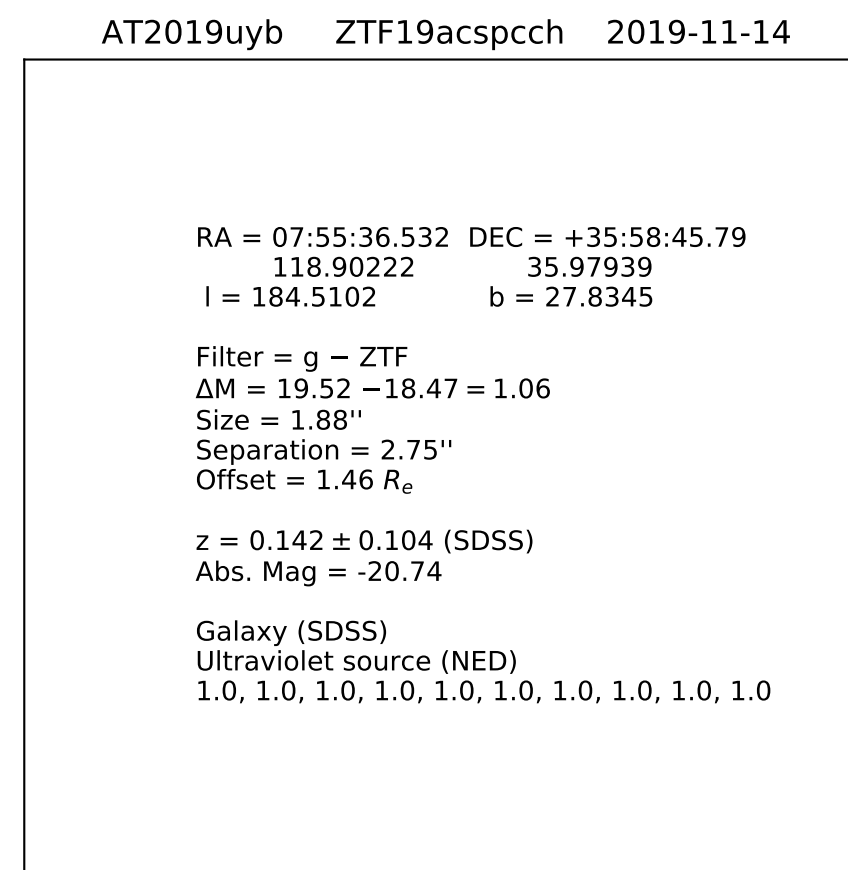 AT2019uyb ZTF19acspcch 2019-11-14
RA = 07:55:36.532 DEC = +35:58:45.79
118.90222 35.97939
l = 184.5102 b = 27.8345
Filter = g − ZTF
ΔM = 19.52 −18.47 = 1.06
Size = 1.88''
Separation = 2.75''
Offset = 1.46 Re
z = 0.142 ± 0.104 (SDSS)
Abs. Mag = -20.74
Galaxy (SDSS)
Ultraviolet source (NED)
1.0, 1.0, 1.0, 1.0, 1.0, 1.0, 1.0, 1.0, 1.0, 1.0